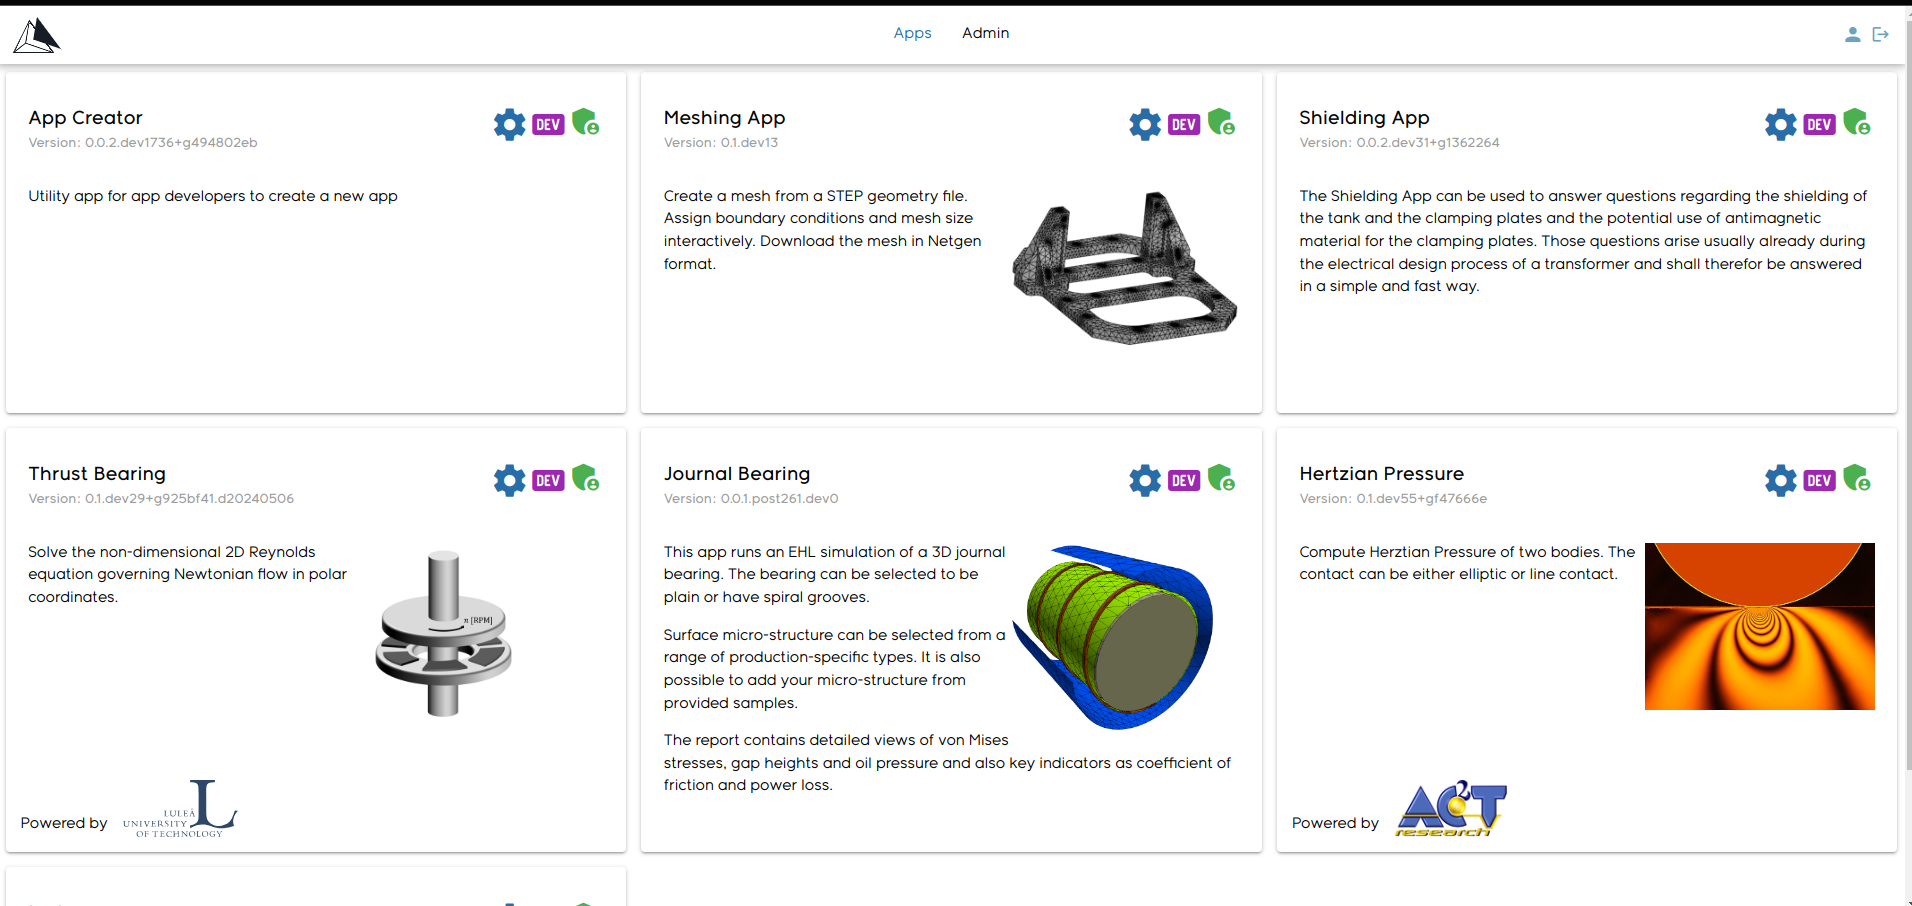 Apps
Admin
App Creator
DEV
Version: 0.0.2.dev1736+g494802eb
Utility app for app developers to create a new app
Meshing App
DEV
Version: 0.1.dev13
Create a mesh from a STEP geometry file.
Assign boundary conditions and mesh size
interactively. Download the mesh in Netgen
format.
Shielding App
DEV
Version: 0.0.2.dev31+g1362264
The Shielding App can be used to answer questions regarding the shielding of
the tank and the clamping plates and the potential use of antimagnetic
material for the clamping plates. Those questions arise usually already during
the electrical design process of a transformer and shall therefor be answered
in a simple and fast way.
Thrust Bearing
DEV
Version: 0.1.dev29+g925bf41.d20240506
Solve the non-dimensional 2D Reynolds
equation governing Newtonian flow in polar
coordinates.
n [RPM]
Powered by
L
LULEÅ
UNIVERSITY
OF TECHNOLOGY
Journal Bearing
DEV
Version: 0.0.1.post261.dev0
This app runs an EHL simulation of a 3D journal
bearing. The bearing can be selected to be
plain or have spiral grooves.
Surface micro-structure can be selected from a
range of production-specific types. It is also
possible to add your micro-structure from
provided samples.
The report contains detailed views of von Mises
stresses, gap heights and oil pressure and also key indicators as coefficient of
friction and power loss.
Hertzian Pressure
DEV
Version: 0.1.dev55+gf47666e
Compute Herztian Pressure of two bodies. The
contact can be either elliptic or line contact.
Powered by
AC2T
research